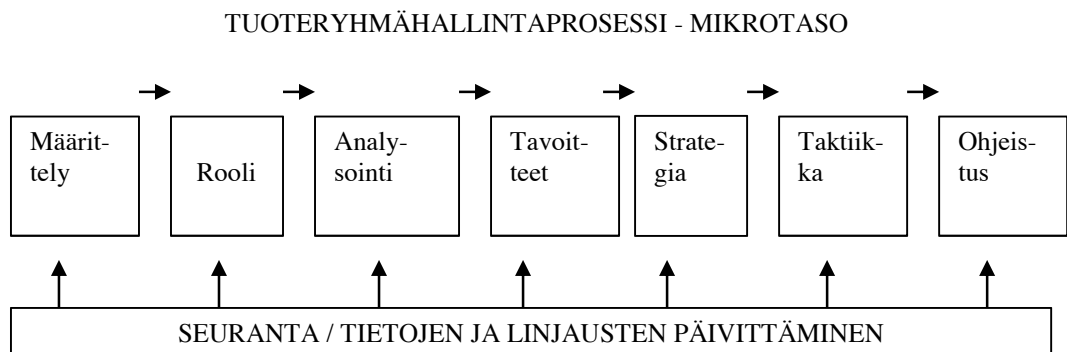 TUOTERYHMÄHALLINTAPROSESSI - MIKROTASO
Määrit-
tely
Rooli
Analy-
sointi
Tavoit-
teet
Strate-
gia
Taktiik-
ka
Ohjeis-
tus
SEURANTA / TIETOJEN JA LINJAUSTEN PÄIVITTÄMINEN